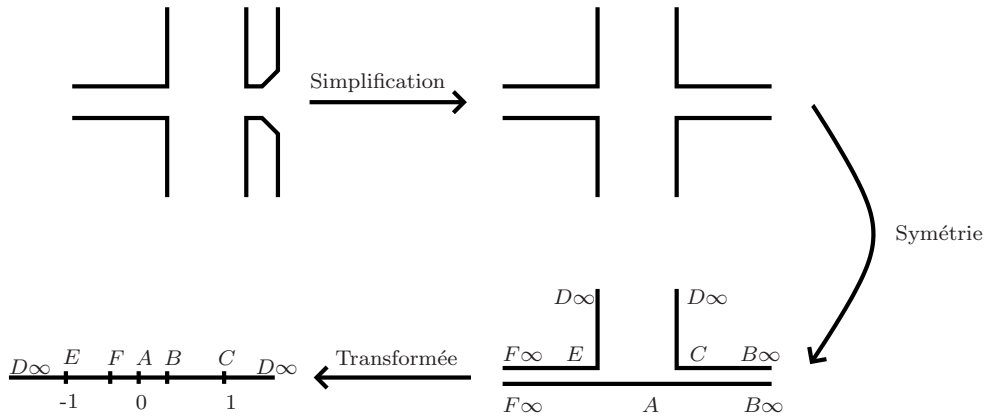 Simplification
Symétrie
D∞ D∞
F∞ E C B∞
F∞ A B∞
Transformée
D∞ E F A B C D∞
-1 0 1